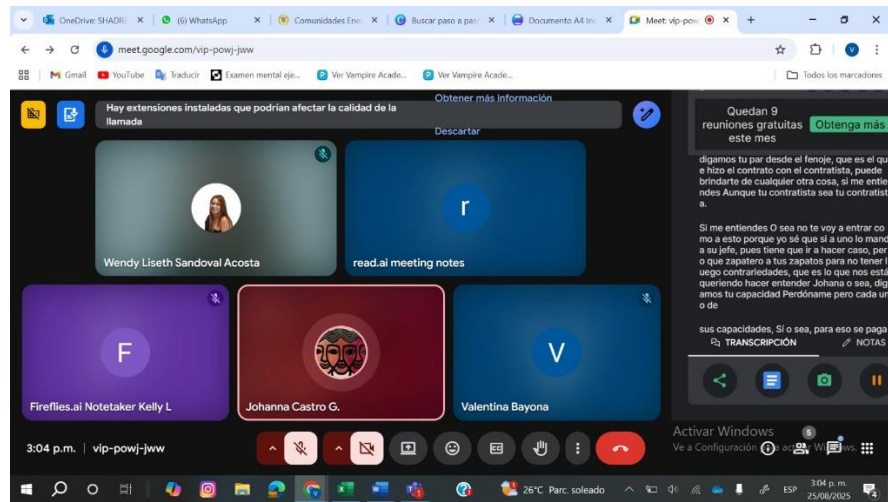 OneDrive: SHADRI
(6) WhatsApp
Comunidades Ene
Buscar paso a pas
Documento A4 Ins
Meet: vip-pow
meet.google.com/vip-powj-jww
Gmail
YouTube
Traducir
Examen mental eje...
Ver Vampire Acade...
Ver Vampire Acade...
Todos los marcadores
Hay extensiones instaladas que podrían afectar la calidad de la
llamada
Obtener más información
Descartar
Wendy Liseth Sandoval Acosta
r
read.ai meeting notes
F
Fireflies.ai Notetaker Kelly L
Johanna Castro G.
V
Valentina Bayona
Quedan 9
reuniones gratuitas
este mes
Obtenga más
digamos tu par desde el fenoje, que es el qu
e hizo el contrato con el contratista, puede
brindarte de cualquier otra cosa, si me entie
ndes Aunque tu contratista sea tu contratist
a.
Si me entiendes O sea no te voy a entrar co
mo a esto porque yo sé que si a uno lo mand
a su jefe, pues tiene que ir a hacer caso, per
o que zapatero a tus zapatos para no tener l
uego contrariedades, que es lo que nos está
queriendo hacer entender Johana o sea, dig
amos tu capacidad Perdóname pero cada un
o de
sus capacidades, Sí o sea, para eso se paga
TRANSCRIPCIÓN
NOTAS
3:04 p.m.
vip-powj-jww
Activar Windows
5
Ve a Configuración
26°C Parc. soleado
ESP
3:04 p. m.
25/08/2025